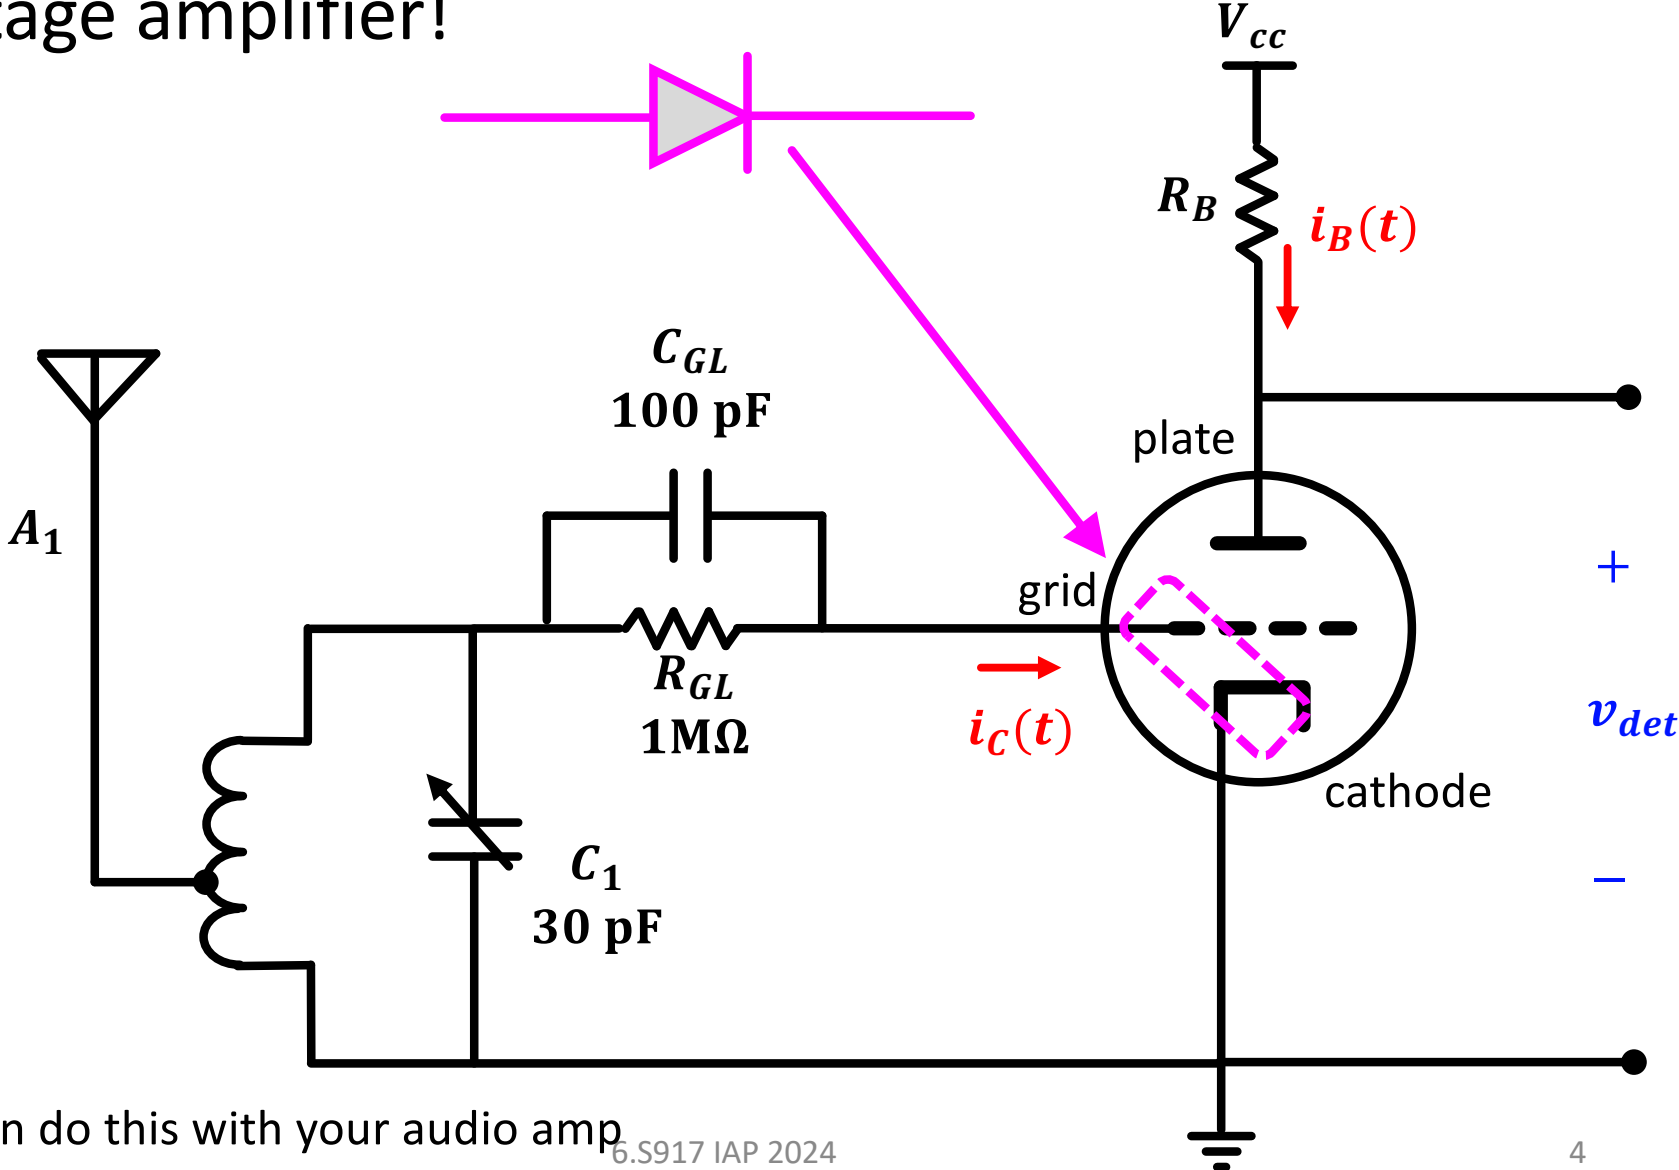 tage amplifier!
V_cc
R_B
i_B(t)
C_GL
100 pF
plate
A_1
+
grid
R_GL
1MΩ
i_C(t)
v_det
cathode
C_1
30 pF
−
n do this with your audio amp
6.S917 IAP 2024
4